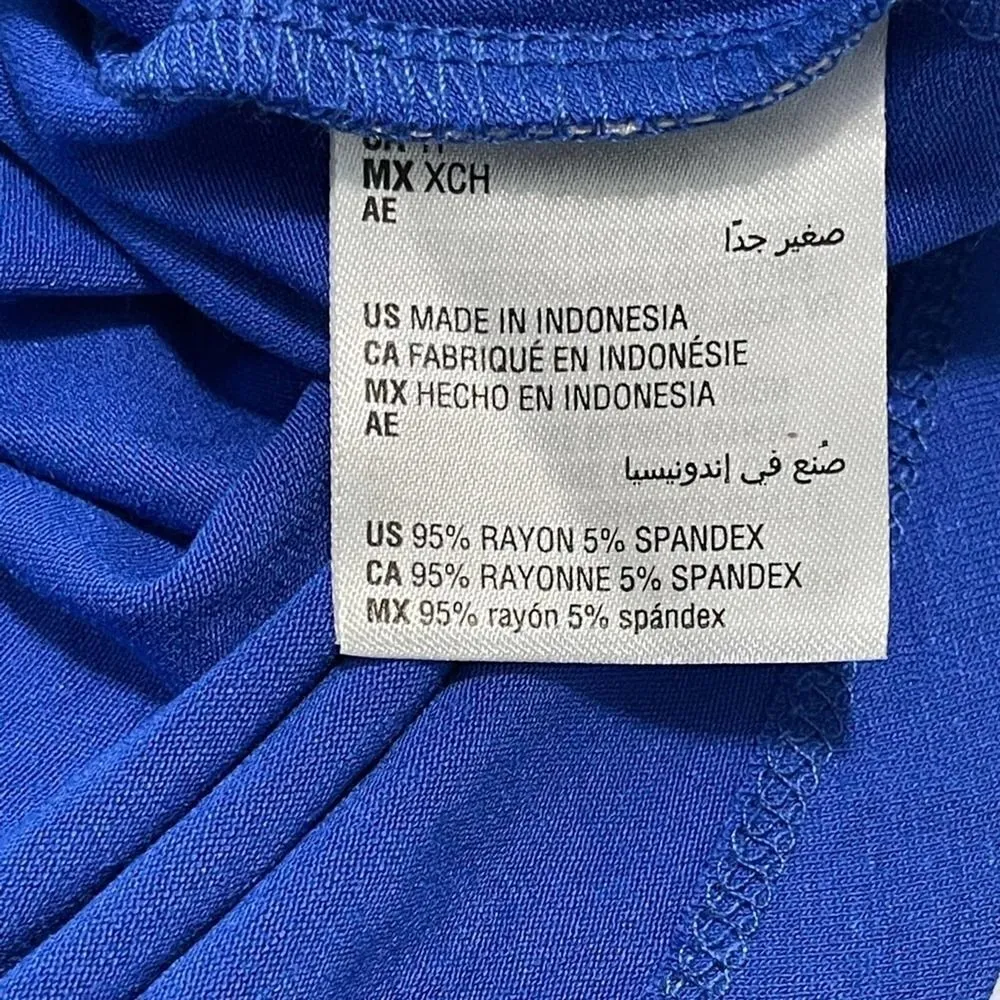 MX XCH
AE
صغير جدًّا
US MADE IN INDONESIA
CA FABRIQUÉ EN INDONÉSIE
MX HECHO EN INDONESIA
AE
صُنع في إندونيسيا
US 95% RAYON 5% SPANDEX
CA 95% RAYONNE 5% SPANDEX
MX 95% rayón 5% spándex